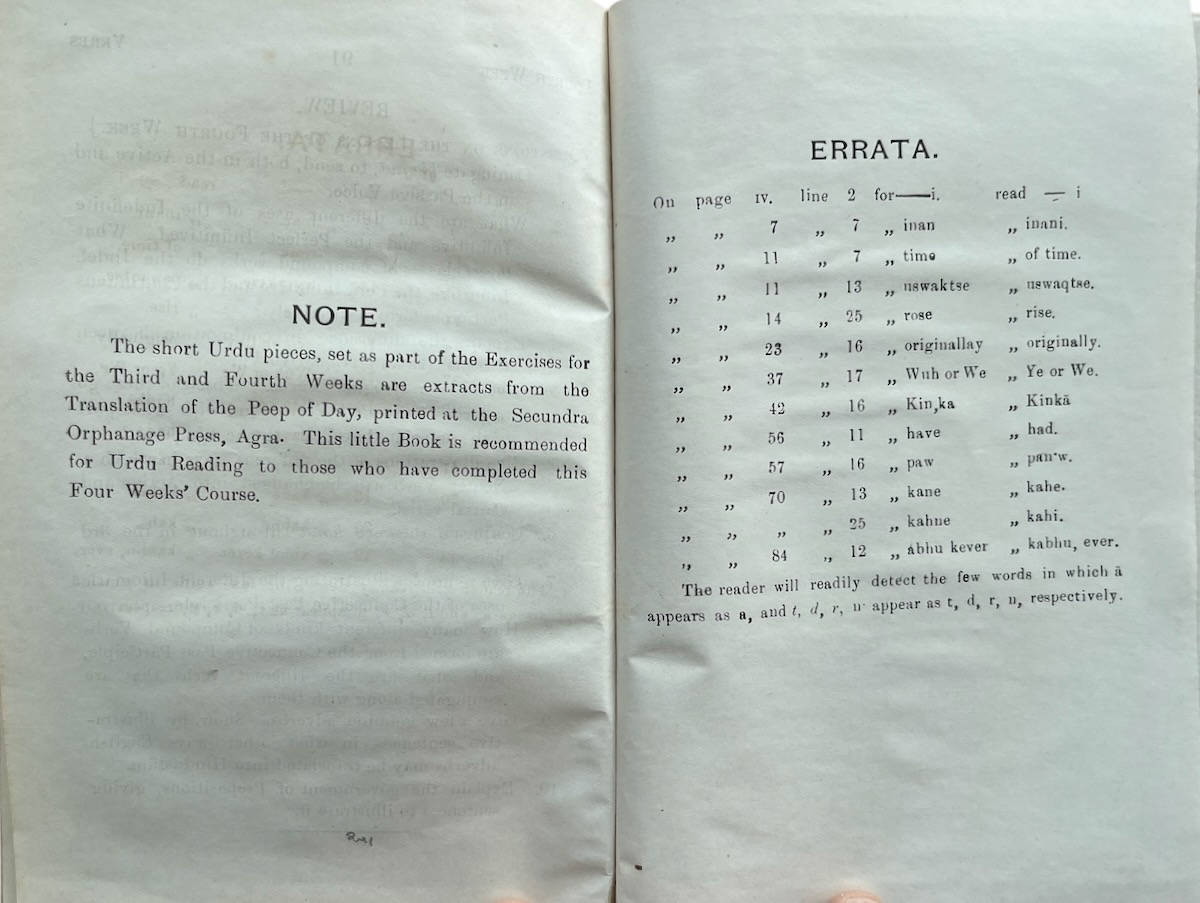 NOTE.
The short Urdu pieces, set as part of the Exercises for
the Third and Fourth Weeks are extracts from the
Translation of the Peep of Day, printed at the Secundra
Orphanage Press, Agra. This little Book is recommended
for Urdu Reading to those who have completed this
Four Weeks' Course.
ERRATA.
On page IV. line 2 for—i. read — i
„ „ 7 „ 7 „ inan „ inani.
„ „ 11 „ 7 „ time „ of time.
„ „ 11 „ 13 „ uswaktse „ uswaqtse.
„ „ 14 „ 25 „ rose „ rise.
„ „ 23 „ 16 „ originallay „ originally.
„ „ 37 „ 17 „ Wuh or We „ Ye or We.
„ „ 42 „ 16 „ Kin,ka „ Kinkā
„ „ 56 „ 11 „ have „ had.
„ „ 57 „ 16 „ paw „ pan·w.
„ „ 70 „ 13 „ kane „ kahe.
„ „ „ 25 „ kahne „ kahi.
„ „ 84 „ 12 „ abhu kever „ kabhu, ever.
The reader will readily detect the few words in which ā
appears as a, and t, d, r, n· appear as t, d, r, n, respectively.